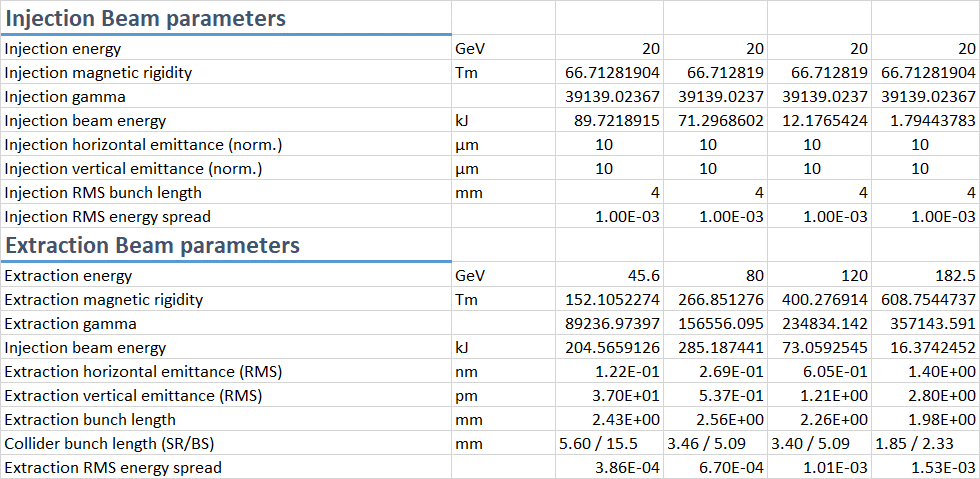 Injection Beam parameters
Injection energy GeV 20 20 20 20
Injection magnetic rigidity Tm 66.71281904 66.712819 66.712819 66.71281904
Injection gamma 39139.02367 39139.0237 39139.0237 39139.02367
Injection beam energy kJ 89.7218915 71.2968602 12.1765424 1.79443783
Injection horizontal emittance (norm.) μm 10 10 10 10
Injection vertical emittance (norm.) μm 10 10 10 10
Injection RMS bunch length mm 4 4 4 4
Injection RMS energy spread 1.00E-03 1.00E-03 1.00E-03 1.00E-03
Extraction Beam parameters
Extraction energy GeV 45.6 80 120 182.5
Extraction magnetic rigidity Tm 152.1052274 266.851276 400.276914 608.7544737
Extraction gamma 89236.97397 156556.095 234834.142 357143.591
Injection beam energy kJ 204.5659126 285.187441 73.0592545 16.3742452
Extraction horizontal emittance (RMS) nm 1.22E-01 2.69E-01 6.05E-01 1.40E+00
Extraction vertical emittance (RMS) pm 3.70E+01 5.37E-01 1.21E+00 2.80E+00
Extraction bunch length mm 2.43E+00 2.56E+00 2.26E+00 1.98E+00
Collider bunch length (SR/BS) mm 5.60 / 15.5 3.46 / 5.09 3.40 / 5.09 1.85 / 2.33
Extraction RMS energy spread 3.86E-04 6.70E-04 1.01E-03 1.53E-03